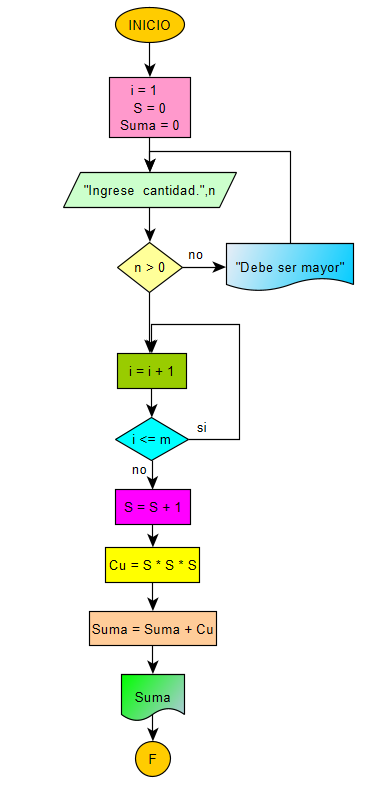 INICIO
i = 1
S = 0
Suma = 0
"Ingrese cantidad.",n
n > 0
no
"Debe ser mayor"
i = i + 1
i <= m
si
no
S = S + 1
Cu = S * S * S
Suma = Suma + Cu
Suma
F